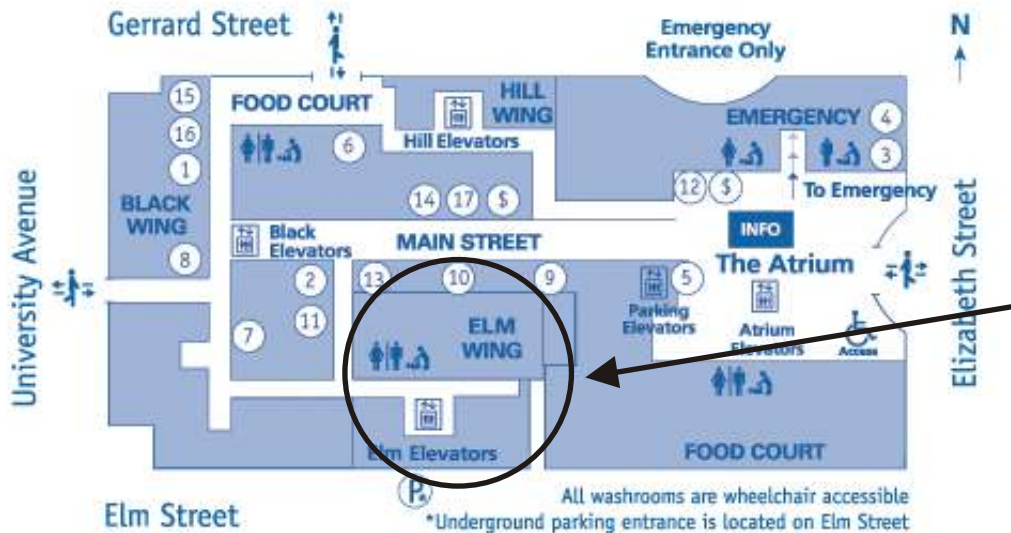 Gerrard Street
Emergency
Entrance Only
N
15
FOOD COURT
HILL
WING
EMERGENCY
4
16
6
Hill Elevators
3
1
12
$
To Emergency
BLACK
WING
14
17
$
University Avenue
Black
Elevators
MAIN STREET
INFO
8
The Atrium
Elizabeth Street
2
13
10
9
5
7
11
ELM
WING
Parking
Elevators
Atrium
Elevators
Access
Elm Elevators
FOOD COURT
P*
All washrooms are wheelchair accessible
Elm Street
*Underground parking entrance is located on Elm Street